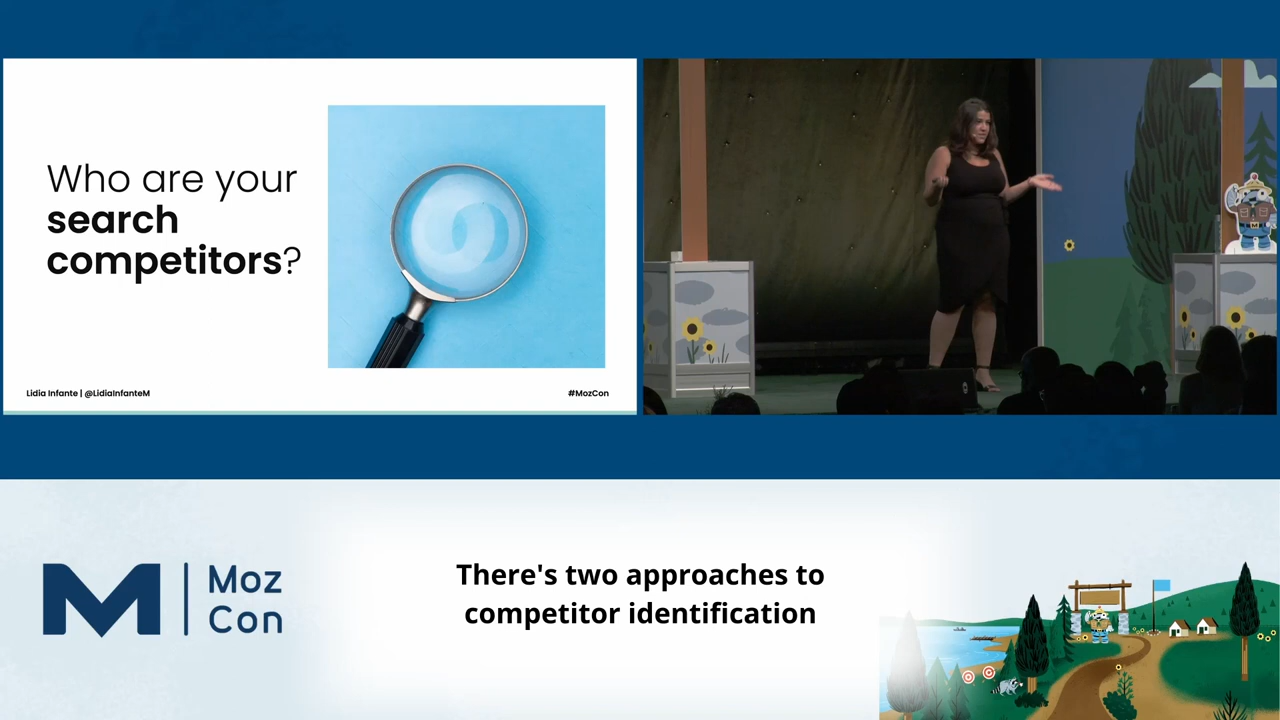 Who are your
search
competitors?
Lidia Infante | @LidiaInfanteM
#MozCon
There's two approaches to
competitor identification
Moz
Con